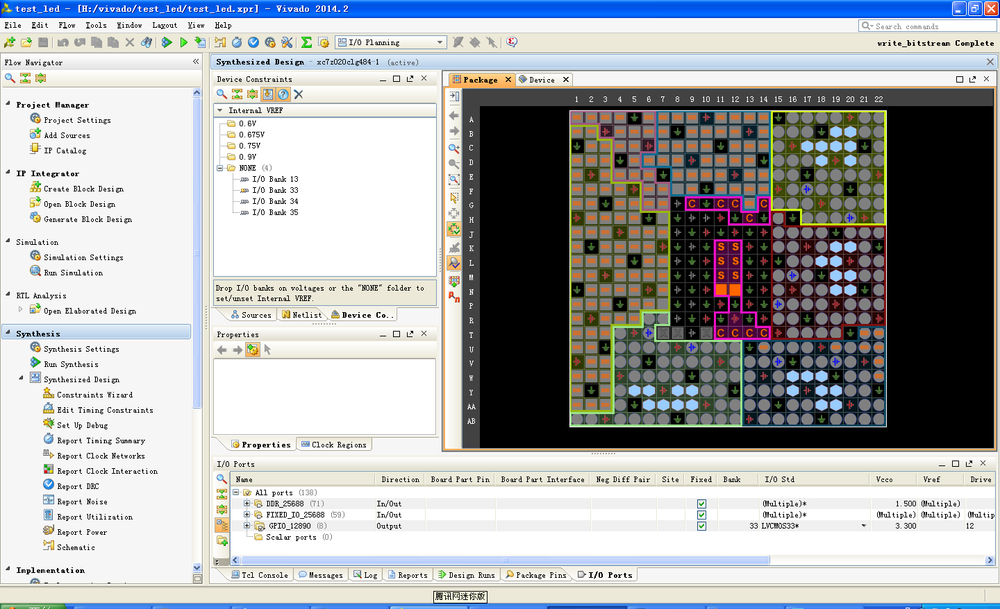 test_led - [H:/vivado/test_led/test_led.xpr] - Vivado 2014.2
File Edit Flow Tools Window Layout View Help
Search commands
I/O Planning
write_bitstream Complete
Flow Navigator
Project Manager
Project Settings
Add Sources
IP Catalog
IP Integrator
Create Block Design
Open Block Design
Generate Block Design
Simulation
Simulation Settings
Run Simulation
RTL Analysis
Open Elaborated Design
Synthesis
Synthesis Settings
Run Synthesis
Synthesized Design
Constraints Wizard
Edit Timing Constraints
Set Up Debug
Report Timing Summary
Report Clock Networks
Report Clock Interaction
Report DRC
Report Noise
Report Utilization
Report Power
Schematic
Implementation
Synthesized Design - xc7z020clg484-1 (active)
Device Constraints
Internal VREF
0.6V
0.675V
0.75V
0.9V
NONE (4)
I/O Bank 13
I/O Bank 33
I/O Bank 34
I/O Bank 35
Drop I/O banks on voltages or the "NONE" folder to
set/unset Internal VREF.
Sources Netlist Device Co..
Properties
Properties Clock Regions
Package Device
1 2 3 4 5 6 7 8 9 10 11 12 13 14 15 16 17 18 19 20 21 22
A
B
C
D
E
F
G C C C C
H C
J
K S S
L S S
M S S
N
P
R
T C C C C
U
V
W
Y
AA
AB
I/O Ports
Name Direction Board Part Pin Board Part Interface Neg Diff Pair Site Fixed Bank I/O Std Vcco Vref Drive
All ports (138)
DDR_25688 (71) In/Out (Multiple)* 1.500 (Multiple)
FIXED_IO_25688 (59) In/Out (Multiple)* (Multiple) (Multiple) (Multip
GPIO_12890 (8) Output 33 LVCMOS33* 3.300 12
Scalar ports (0)
Tcl Console Messages Log Reports Design Runs Package Pins I/O Ports
腾讯网迷你版